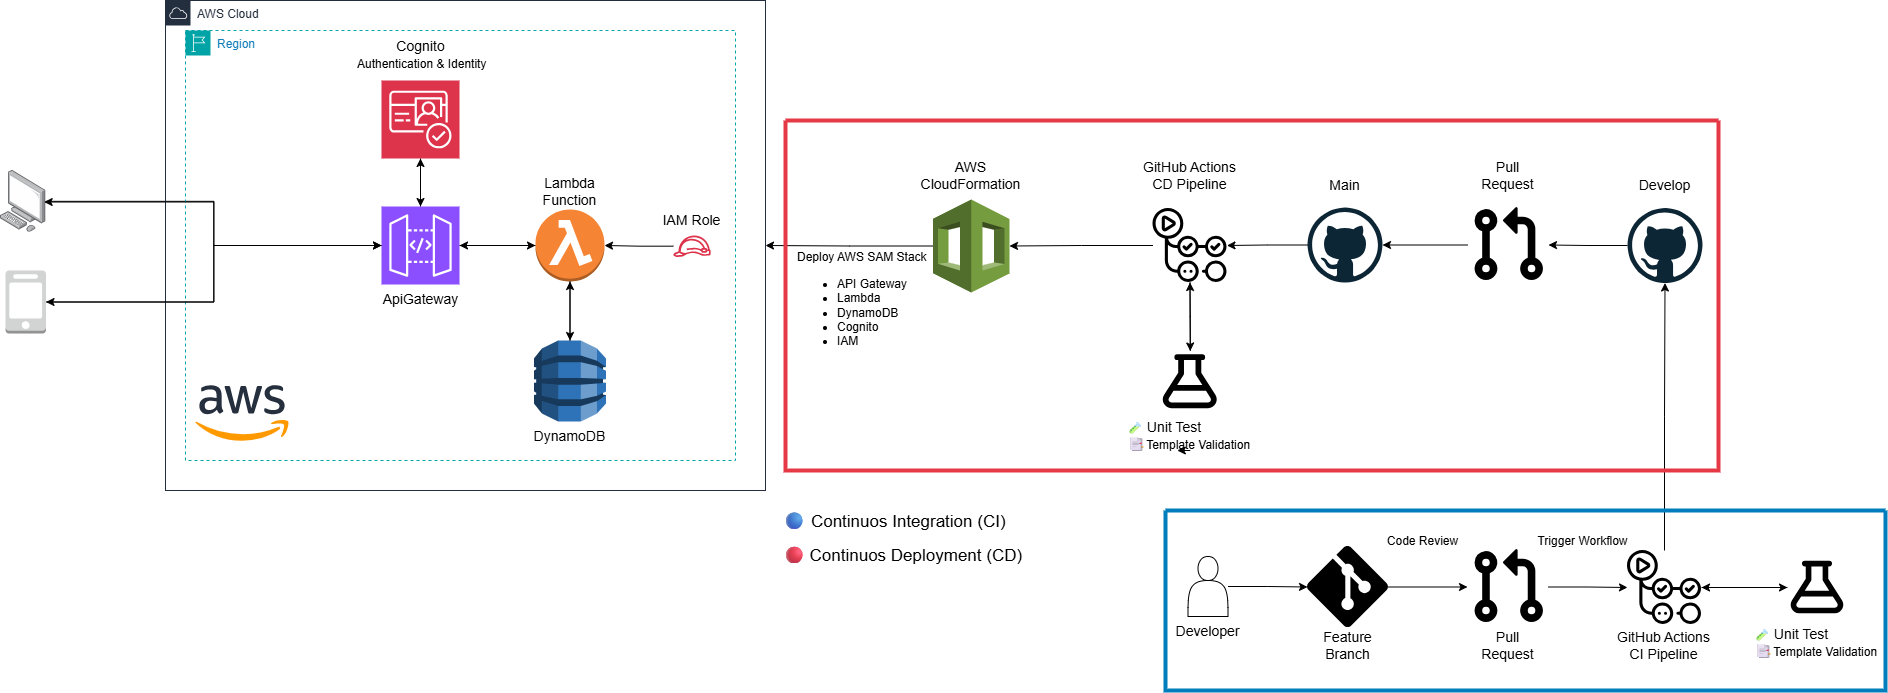 AWS Cloud
Region
Cognito
Authentication & Identity
Lambda
Function
IAM Role
ApiGateway
DynamoDB
aws
AWS
CloudFormation
GitHub Actions
CD Pipeline
Main
Pull
Request
Develop
Deploy AWS SAM Stack
API Gateway
Lambda
DynamoDB
Cognito
IAM
Unit Test
Template Validation
Continuos Integration (CI)
Continuos Deployment (CD)
Code Review
Trigger Workflow
Developer
Feature
Branch
Pull
Request
GitHub Actions
CI Pipeline
Unit Test
Template Validation